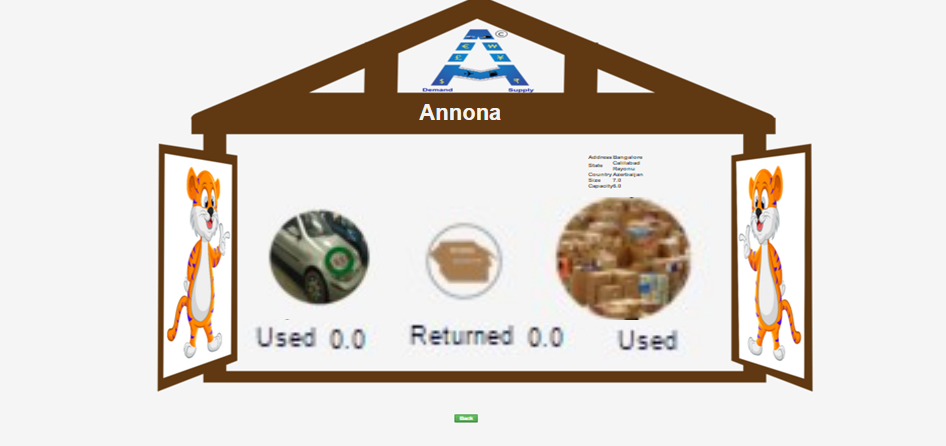 ©
€ ₩
£ ¥
$ ₹
Demand Supply
Annona
Address Bangalore
State Calilabad
Rayonu
Country Azerbaijan
Size 7.0
Capacity 6.0
Used 0.0
Returned 0.0
Used
Back